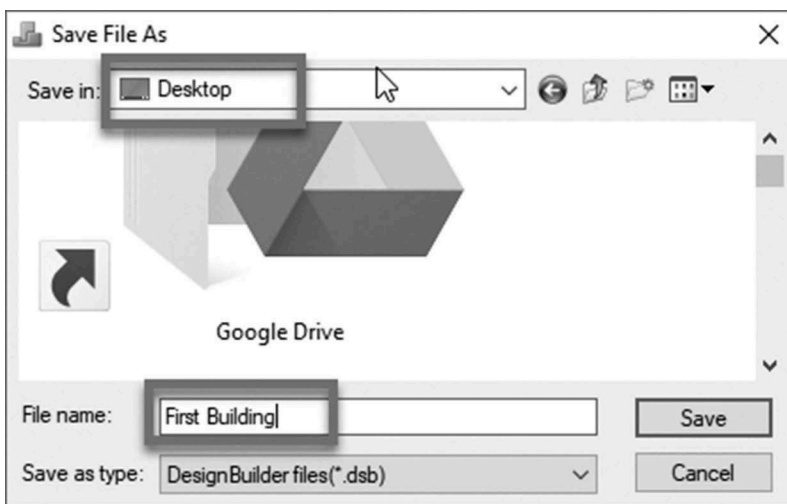 Save File As
Save in: Desktop
Google Drive
File name: First Building Save
Save as type: DesignBuilder files(*.dsb) Cancel